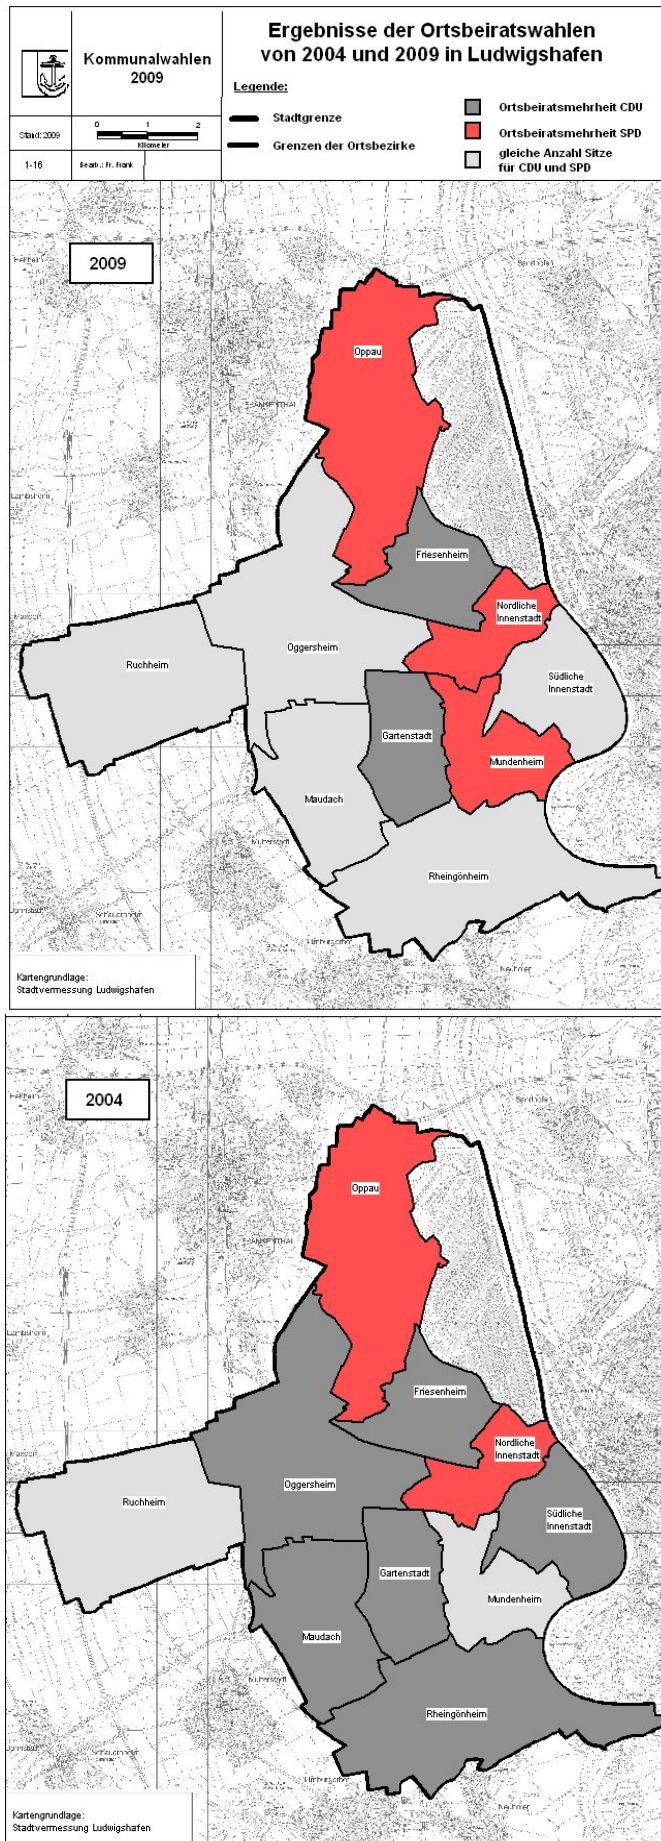 Kommunalwahlen
2009
Ergebnisse der Ortsbeiratswahlen
von 2004 und 2009 in Ludwigshafen
Legende:
Stadtgrenze
Grenzen der Ortsbezirke
Ortsbeiratsmehrheit CDU
Ortsbeiratsmehrheit SPD
gleiche Anzahl Sitze
für CDU und SPD
Stand: 2009
0 1 2
Kilometer
1-16
Bearb.: Fr. Frank
2009
Oppau
FRANKENTHAL
Friesenheim
Nördliche
Innenstadt
Oggersheim
Ruchheim
Südliche
Innenstadt
Gartenstadt
Mundenheim
Maudach
Rheingönheim
Kartengrundlage:
Stadtvermessung Ludwigshafen
2004
Oppau
FRANKENTHAL
Friesenheim
Nördliche
Innenstadt
Oggersheim
Ruchheim
Südliche
Innenstadt
Gartenstadt
Mundenheim
Maudach
Rheingönheim
Kartengrundlage:
Stadtvermessung Ludwigshafen